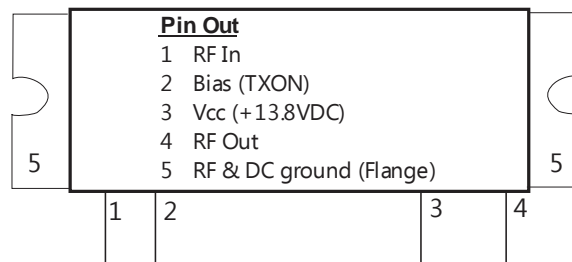 Pin Out
1 RF In
2 Bias (TXON)
3 Vcc (+13.8VDC)
4 RF Out
5 RF & DC ground (Flange)
5 5
1 2 3 4